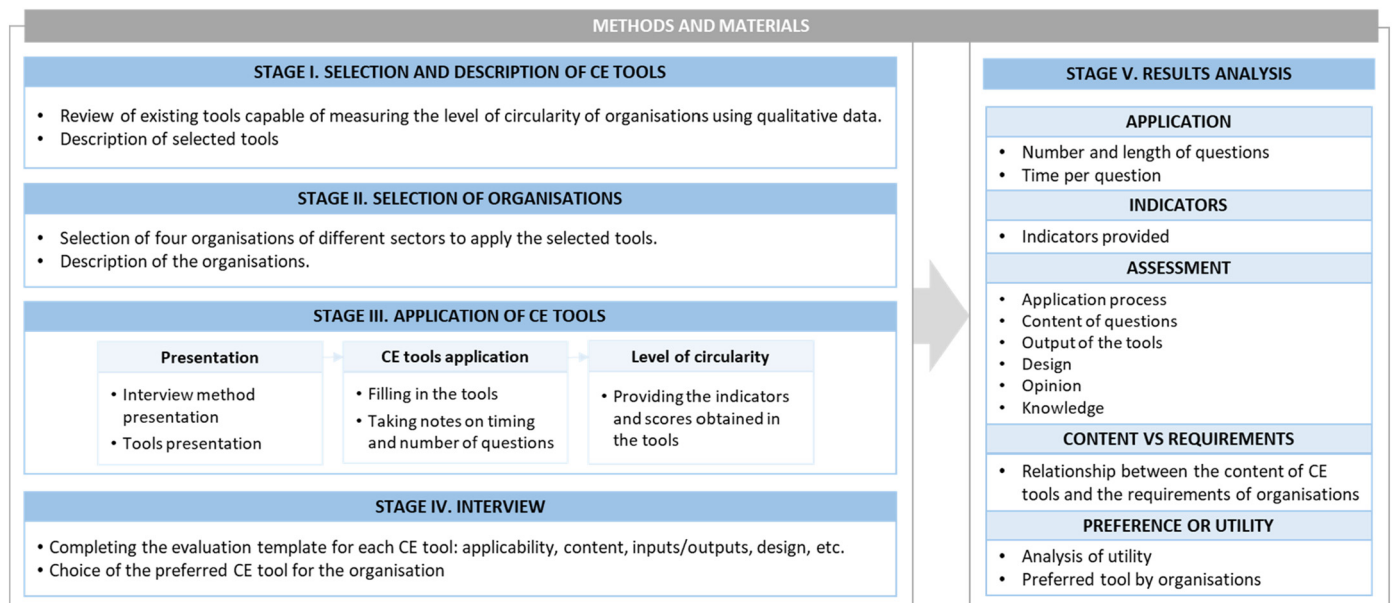 METHODS AND MATERIALS
STAGE I. SELECTION AND DESCRIPTION OF CE TOOLS
• Review of existing tools capable of measuring the level of circularity of organisations using qualitative data.
• Description of selected tools
STAGE II. SELECTION OF ORGANISATIONS
• Selection of four organisations of different sectors to apply the selected tools.
• Description of the organisations.
STAGE III. APPLICATION OF CE TOOLS
Presentation
• Interview method
presentation
• Tools presentation
CE tools application
• Filling in the tools
• Taking notes on timing
and number of questions
Level of circularity
• Providing the indicators
and scores obtained in
the tools
STAGE IV. INTERVIEW
• Completing the evaluation template for each CE tool: applicability, content, inputs/outputs, design, etc.
• Choice of the preferred CE tool for the organisation
STAGE V. RESULTS ANALYSIS
APPLICATION
• Number and length of questions
• Time per question
INDICATORS
• Indicators provided
ASSESSMENT
• Application process
• Content of questions
• Output of the tools
• Design
• Opinion
• Knowledge
CONTENT VS REQUIREMENTS
• Relationship between the content of CE
tools and the requirements of organisations
PREFERENCE OR UTILITY
• Analysis of utility
• Preferred tool by organisations